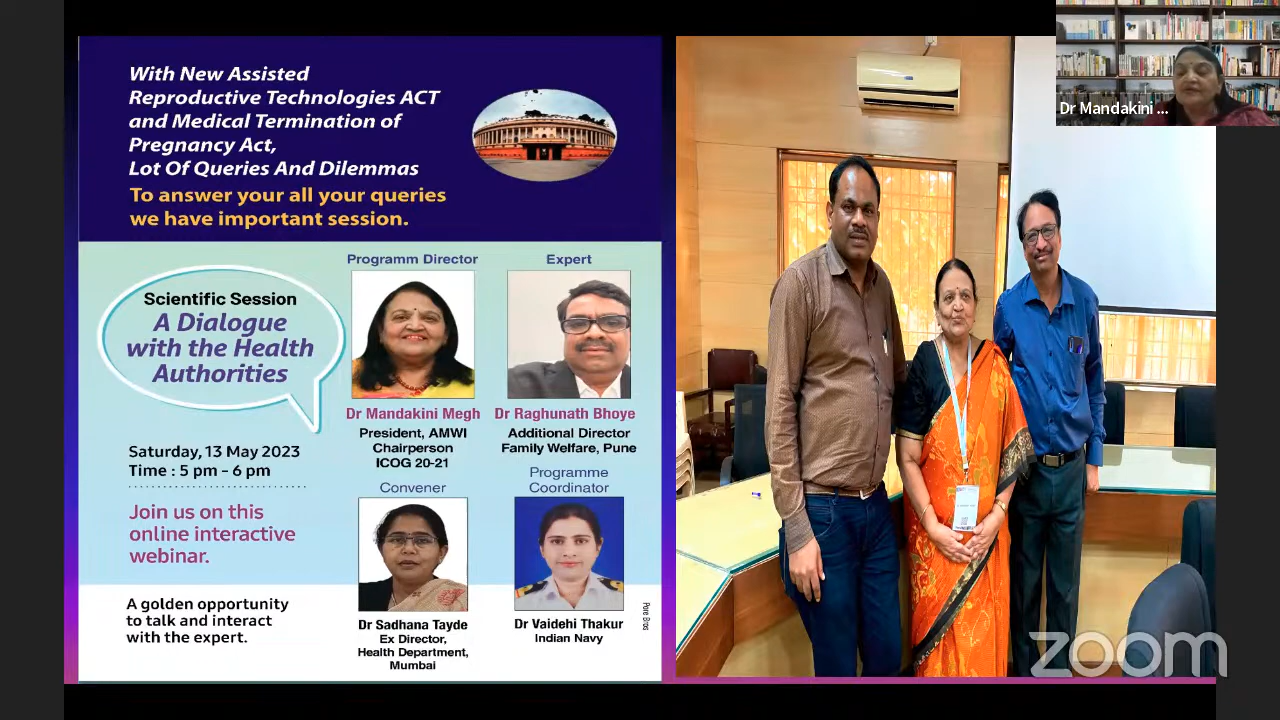 With New Assisted
Reproductive Technologies ACT
and Medical Termination of
Pregnancy Act,
Lot Of Queries And Dilemmas
To answer your all your queries
we have important session.
Scientific Session
A Dialogue
with the Health
Authorities
Saturday, 13 May 2023
Time : 5 pm – 6 pm
Join us on this
online interactive
webinar.
A golden opportunity
to talk and interact
with the expert.
Programm Director
Dr Mandakini Megh
President, AMWI
Chairperson
ICOG 20-21
Expert
Dr Raghunath Bhoye
Additional Director
Family Welfare, Pune
Convener
Dr Sadhana Tayde
Ex Director,
Health Department,
Mumbai
Programme
Coordinator
Dr Vaidehi Thakur
Indian Navy
Dr Mandakini ...
zoom